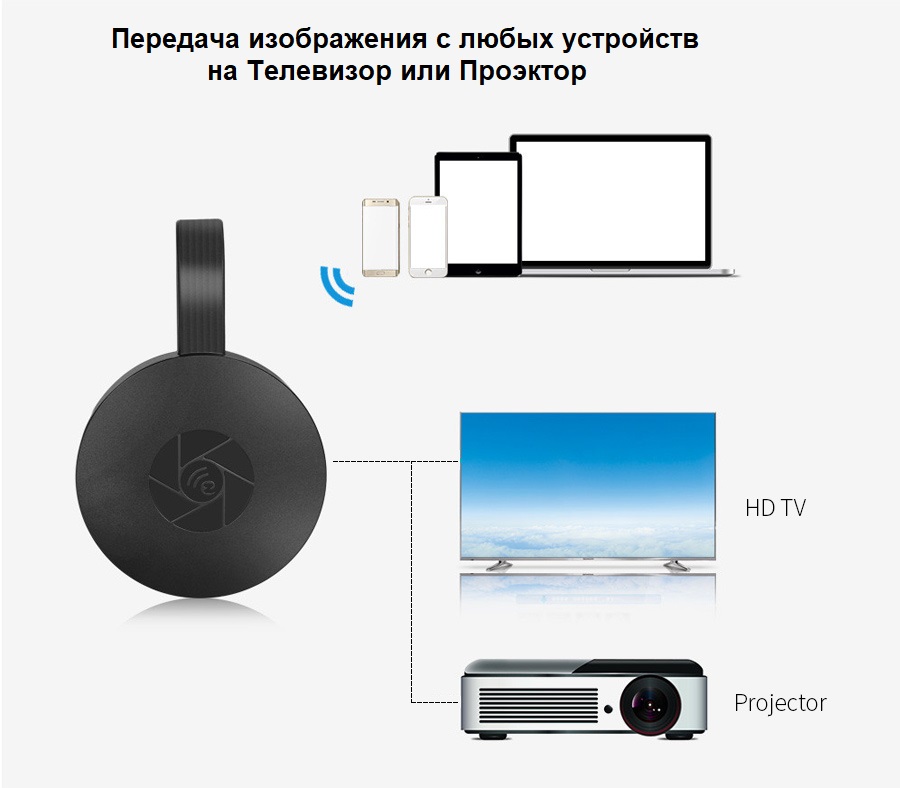 Передача изображения с любых устройств
на Телевизор или Проэктор
HD TV
Projector